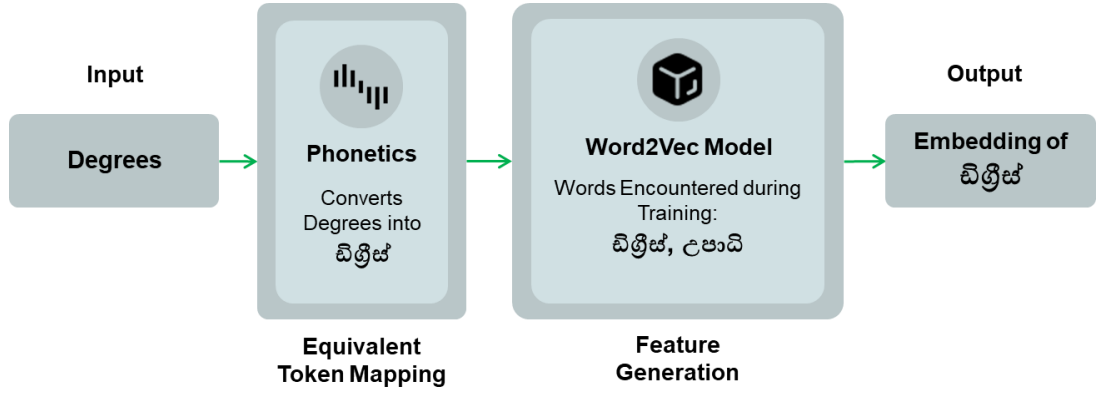 Input
Degrees
Phonetics
Converts
Degrees into
ඩිග්‍රීස්
Equivalent
Token Mapping
Word2Vec Model
Words Encountered during
Training:
ඩිග්‍රීස්, උපාධි
Feature
Generation
Output
Embedding of
ඩිග්‍රීස්